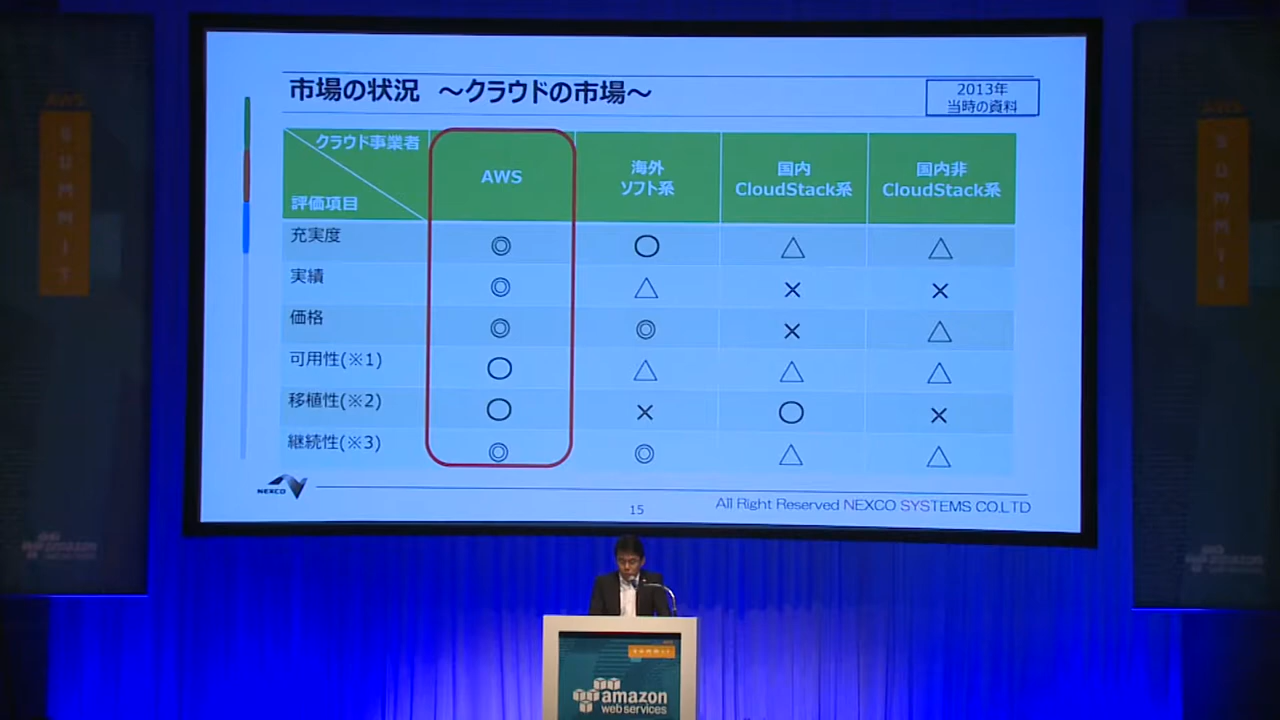 市場の状況 ～クラウドの市場～
2013年
当時の資料
クラウド事業者
評価項目
AWS
海外
ソフト系
国内
CloudStack系
国内非
CloudStack系
充実度 ◎ ○ △ △
実績 ◎ △ × ×
価格 ◎ ◎ × △
可用性(※1) ○ △ △ △
移植性(※2) ○ × ○ ×
継続性(※3) ◎ ◎ △ △
NEXCO
15
All Right Reserved NEXCO SYSTEMS CO.LTD
AWS
SUMMIT
AWS
SUMMIT
SUMMIT
amazon
web services